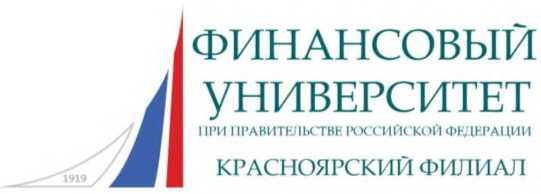 ФИНАНСОВЫЙ
УНИВЕРСИТЕТ
ПРИ ПРАВИТЕЛЬСТВЕ РОССИЙСКОЙ ФЕДЕРАЦИИ
КРАСНОЯРСКИЙ ФИЛИАЛ
1919